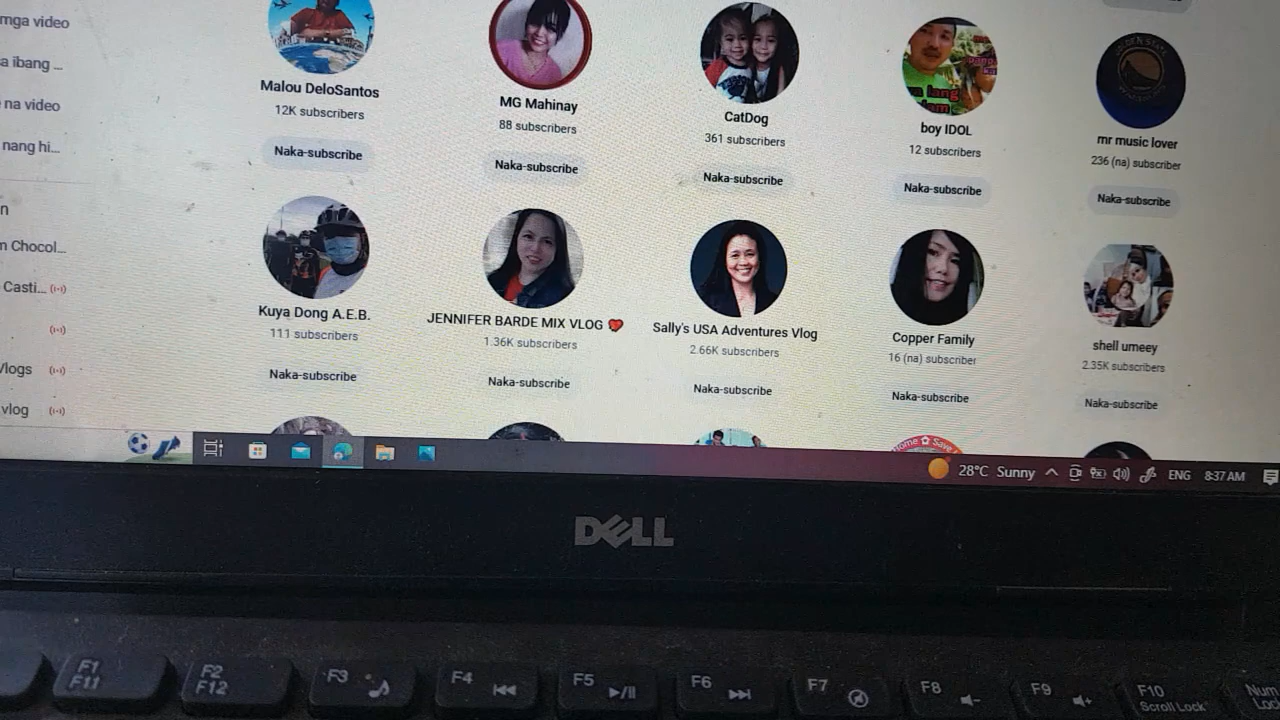 mga video
a ibang ...
na video
nang hi...
n
n Chocol...
Casti...
Vlogs
vlog
Malou DeloSantos
12K subscribers
Naka-subscribe
MG Mahinay
88 subscribers
Naka-subscribe
CatDog
361 subscribers
Naka-subscribe
boy IDOL
12 subscribers
Naka-subscribe
mr music lover
236 (na) subscriber
Naka-subscribe
Kuya Dong A.E.B.
111 subscribers
Naka-subscribe
JENNIFER BARDE MIX VLOG ❤
1.36K subscribers
Naka-subscribe
Sally's USA Adventures Vlog
2.66K subscribers
Naka-subscribe
Copper Family
16 (na) subscriber
Naka-subscribe
shell umeey
2.35K subscribers
Naka-subscribe
Home ✿ Save
28°C Sunny
ENG
8:37 AM
DELL
F1
F11
F2
F12
F3
F4
F5
F6
F7
F8
F9
F10
Scroll Lock
Num
Loc